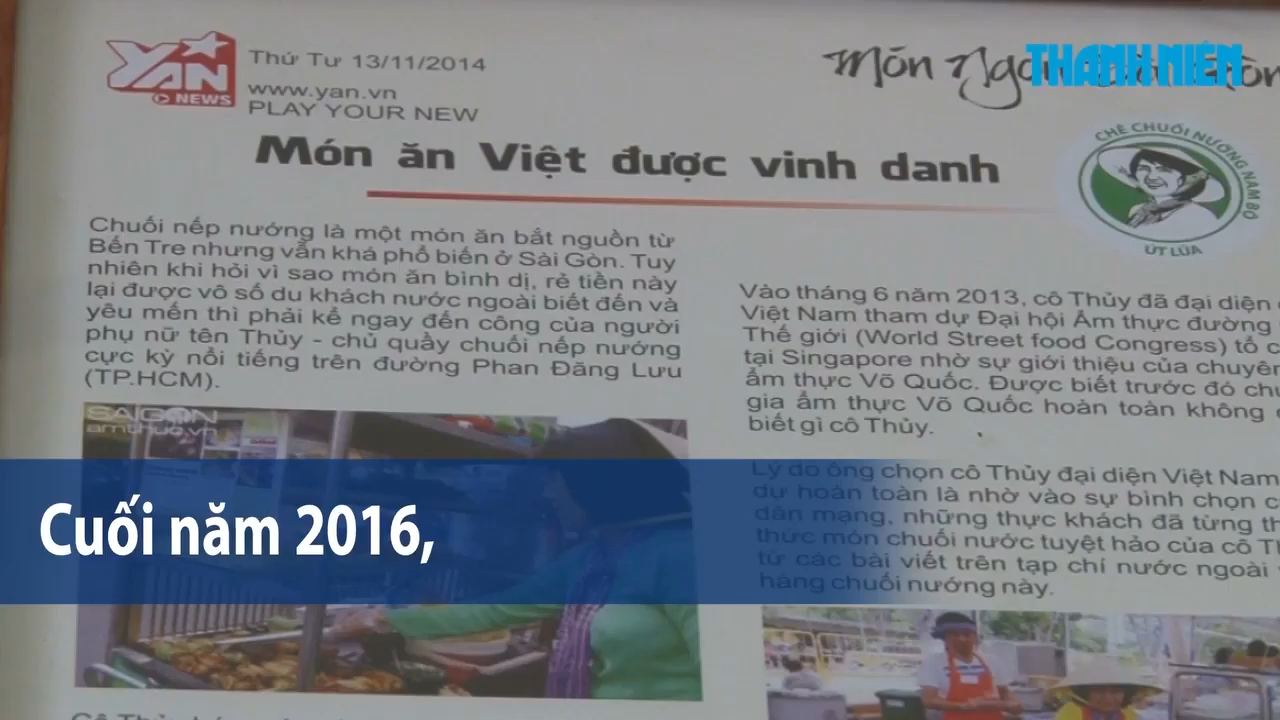 YAN
NEWS
Thứ Tư 13/11/2014
www.yan.vn
PLAY YOUR NEW
Món Ngon
THANH NIÊN
Món ăn Việt được vinh danh
CHÈ CHUỐI NƯỚNG NAM BỘ
ÚT LÚA
Chuối nếp nướng là một món ăn bắt nguồn từ
Bến Tre nhưng vẫn khá phổ biến ở Sài Gòn. Tuy
nhiên khi hỏi vì sao món ăn bình dị, rẻ tiền này
lại được vô số du khách nước ngoài biết đến và
yêu mến thì phải kể ngay đến công của người
phụ nữ tên Thủy - chủ quầy chuối nếp nướng
cực kỳ nổi tiếng trên đường Phan Đăng Lưu
(TP.HCM).
SAIGON
amthuc.vn
Vào tháng 6 năm 2013, cô Thủy đã đại diện
Việt Nam tham dự Đại hội Ẩm thực đường
Thế giới (World Street food Congress) tổ c
tại Singapore nhờ sự giới thiệu của chuyên
ẩm thực Võ Quốc. Được biết trước đó chu
gia ẩm thực Võ Quốc hoàn toàn không
biết gì cô Thủy.
Lý do ông chọn cô Thủy đại diện Việt Nam
dự hoàn toàn là nhờ vào sự bình chọn c
dân mạng, những thực khách đã từng th
thức món chuối nước tuyệt hảo của cô Th
từ các bài viết trên tạp chí nước ngoài
hàng chuối nướng này.
Cuối năm 2016,